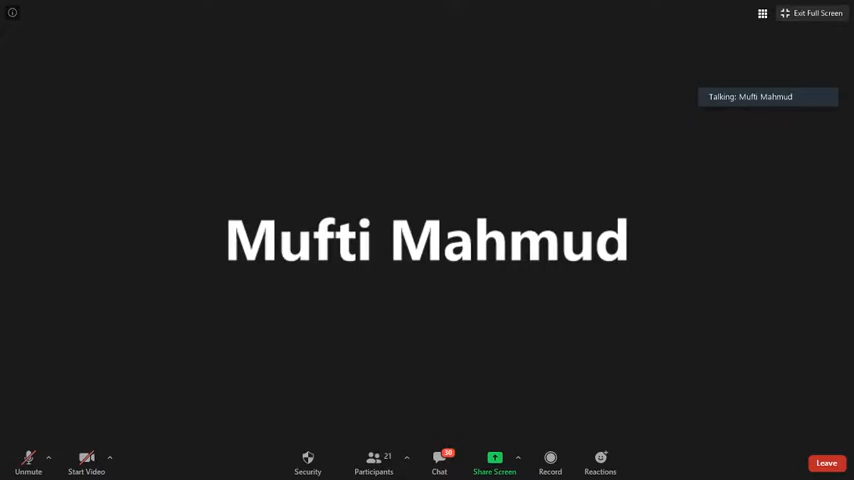 Exit Full Screen
Talking: Mufti Mahmud
Mufti Mahmud
21
30
Unmute Start Video Security Participants Chat Share Screen Record Reactions Leave